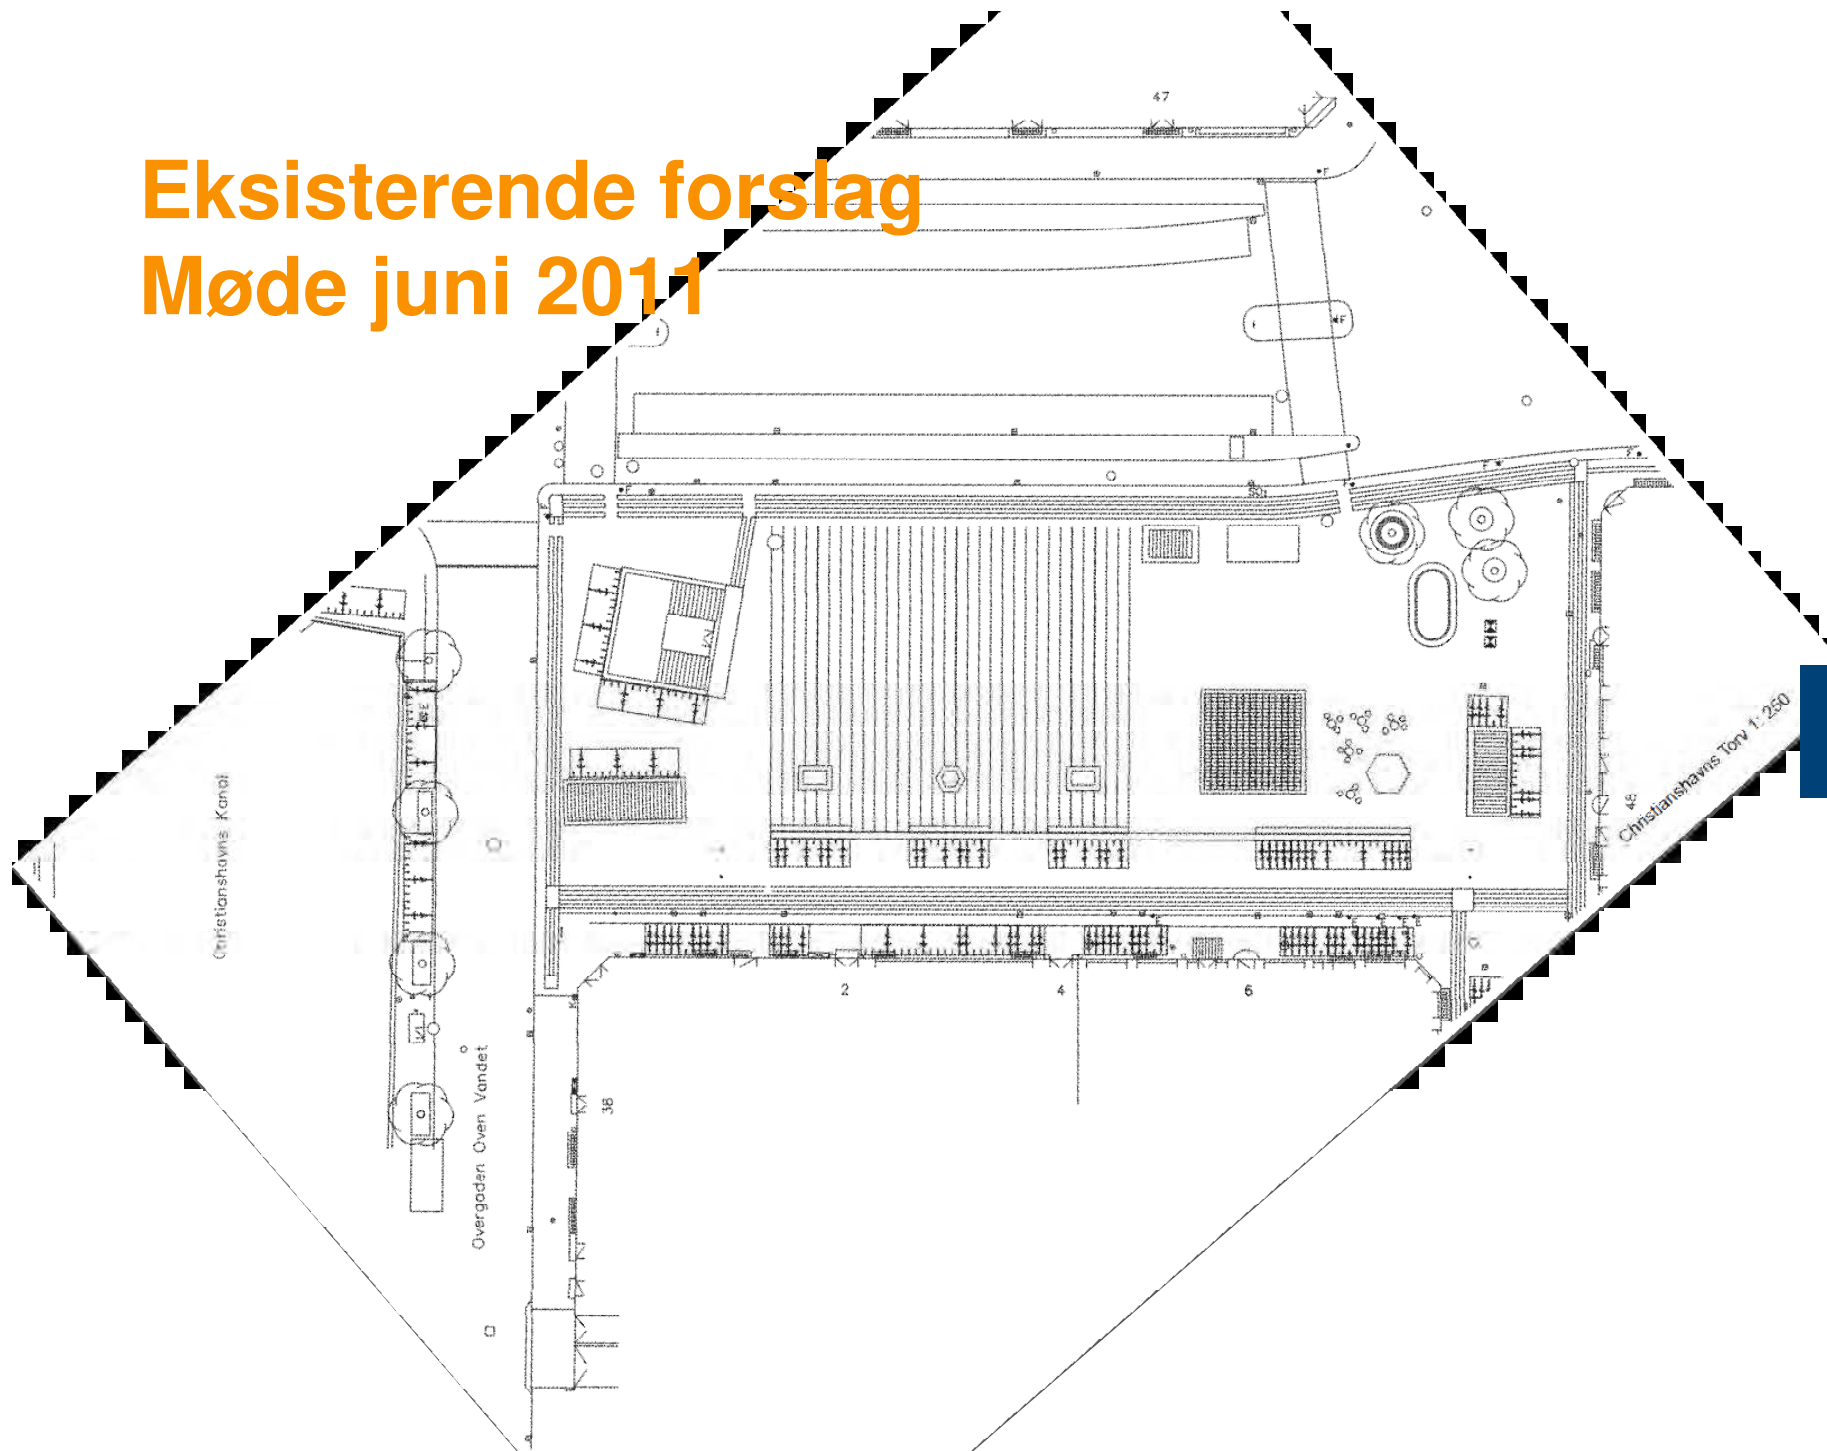 47
Eksisterende forslag
Møde juni 2011
Christianshavns Kanal
Christianshavns Torv 1: 250
48
2
4
6
38
Overgaden Oven Vandet